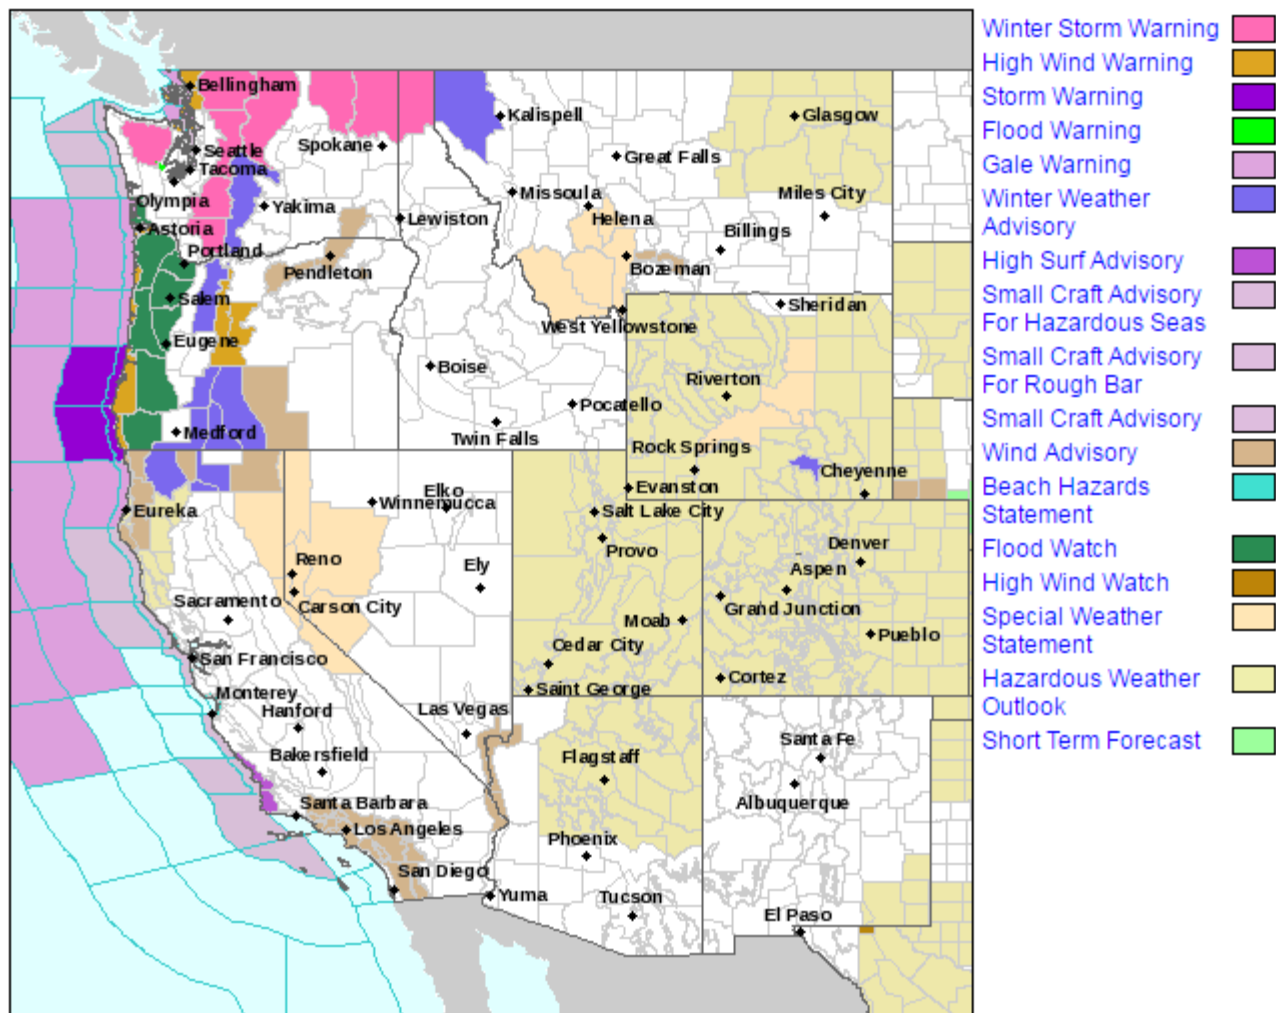 Bellingham
Kalispell
Glasgow
Spokane
Seattle
Great Falls
Tacoma
Missoula
Miles City
Olympia
Yakima
Lewiston
Helena
Astoria
Billings
Portland
Pendleton
Bozeman
Salem
Sheridan
West Yellowstone
Eugene
Boise
Riverton
Pocatello
Medford
Twin Falls
Rock Springs
Cheyenne
Elko
Evanston
Winnemucca
Eureka
Salt Lake City
Provo
Denver
Reno
Ely
Aspen
Sacramento
Carson City
Grand Junction
Moab
Pueblo
Cedar City
San Francisco
Cortez
Saint George
Monterey
Hanford
Las Vegas
Santa Fe
Bakersfield
Flagstaff
Santa Barbara
Albuquerque
Los Angeles
Phoenix
San Diego
Yuma
Tucson
El Paso
Winter Storm Warning
High Wind Warning
Storm Warning
Flood Warning
Gale Warning
Winter Weather
Advisory
High Surf Advisory
Small Craft Advisory
For Hazardous Seas
Small Craft Advisory
For Rough Bar
Small Craft Advisory
Wind Advisory
Beach Hazards
Statement
Flood Watch
High Wind Watch
Special Weather
Statement
Hazardous Weather
Outlook
Short Term Forecast